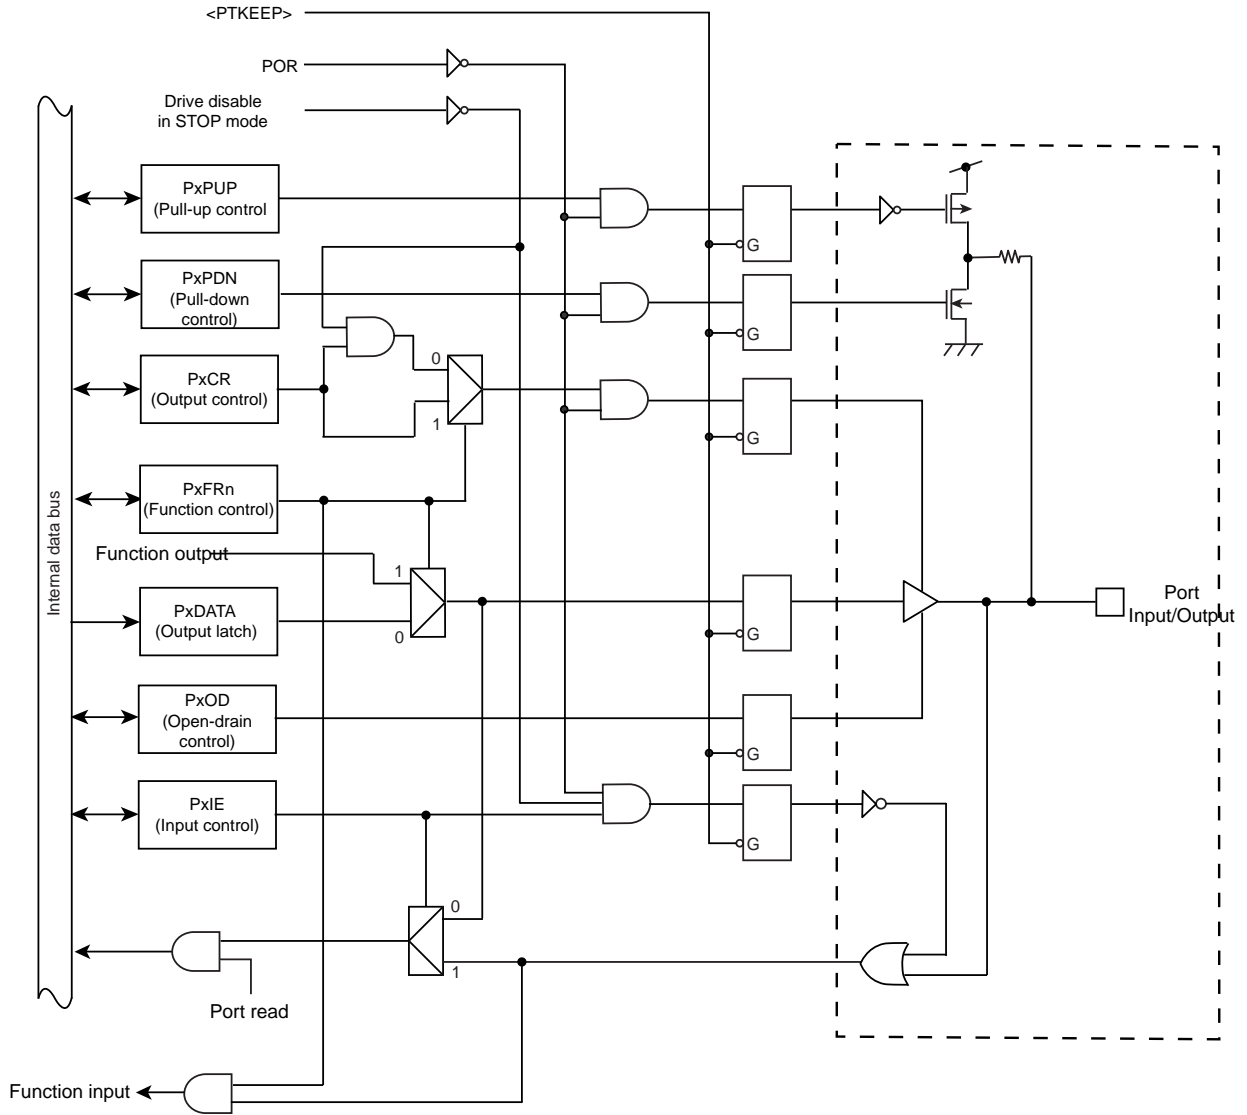 <PTKEEP>
POR
Drive disable
in STOP mode
PxPUP
(Pull-up control
G
PxPDN
(Pull-down
control)
G
PxCR
(Output control)
0
1
G
PxFRn
(Function control)
Internal data bus
Function output
1
0
PxDATA
(Output latch)
G
Port
Input/Output
PxOD
(Open-drain
control)
G
PxIE
(Input control)
G
0
1
Port read
Function input